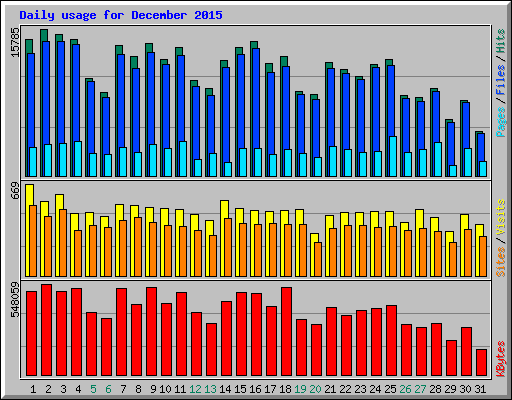 Daily usage for December 2015
15785
Pages / Files / Hits
669
Sites / Visits
548059
KBytes
1 2 3 4 5 6 7 8 9 10 11 12 13 14 15 16 17 18 19 20 21 22 23 24 25 26 27 28 29 30 31